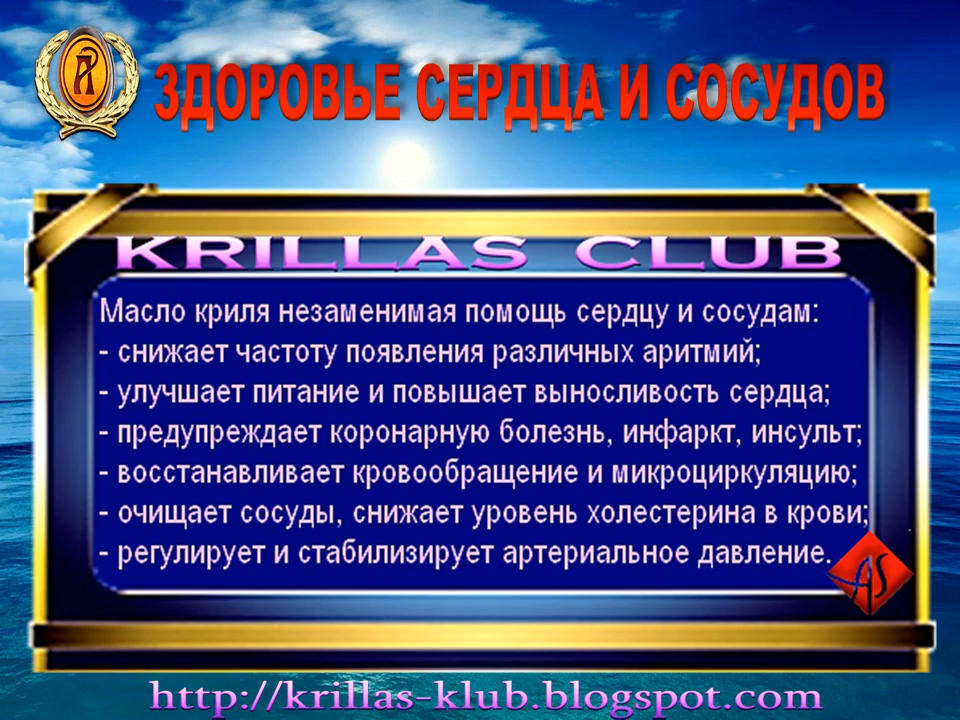 ЗДОРОВЬЕ СЕРДЦА И СОСУДОВ
KRILLAS CLUB
Масло криля незаменимая помощь сердцу и сосудам:
- снижает частоту появления различных аритмий;
- улучшает питание и повышает выносливость сердца;
- предупреждает коронарную болезнь, инфаркт, инсульт;
- восстанавливает кровообращение и микроциркуляцию;
- очищает сосуды, снижает уровень холестерина в крови;
- регулирует и стабилизирует артериальное давление.
AS
http://krillas-klub.blogspot.com